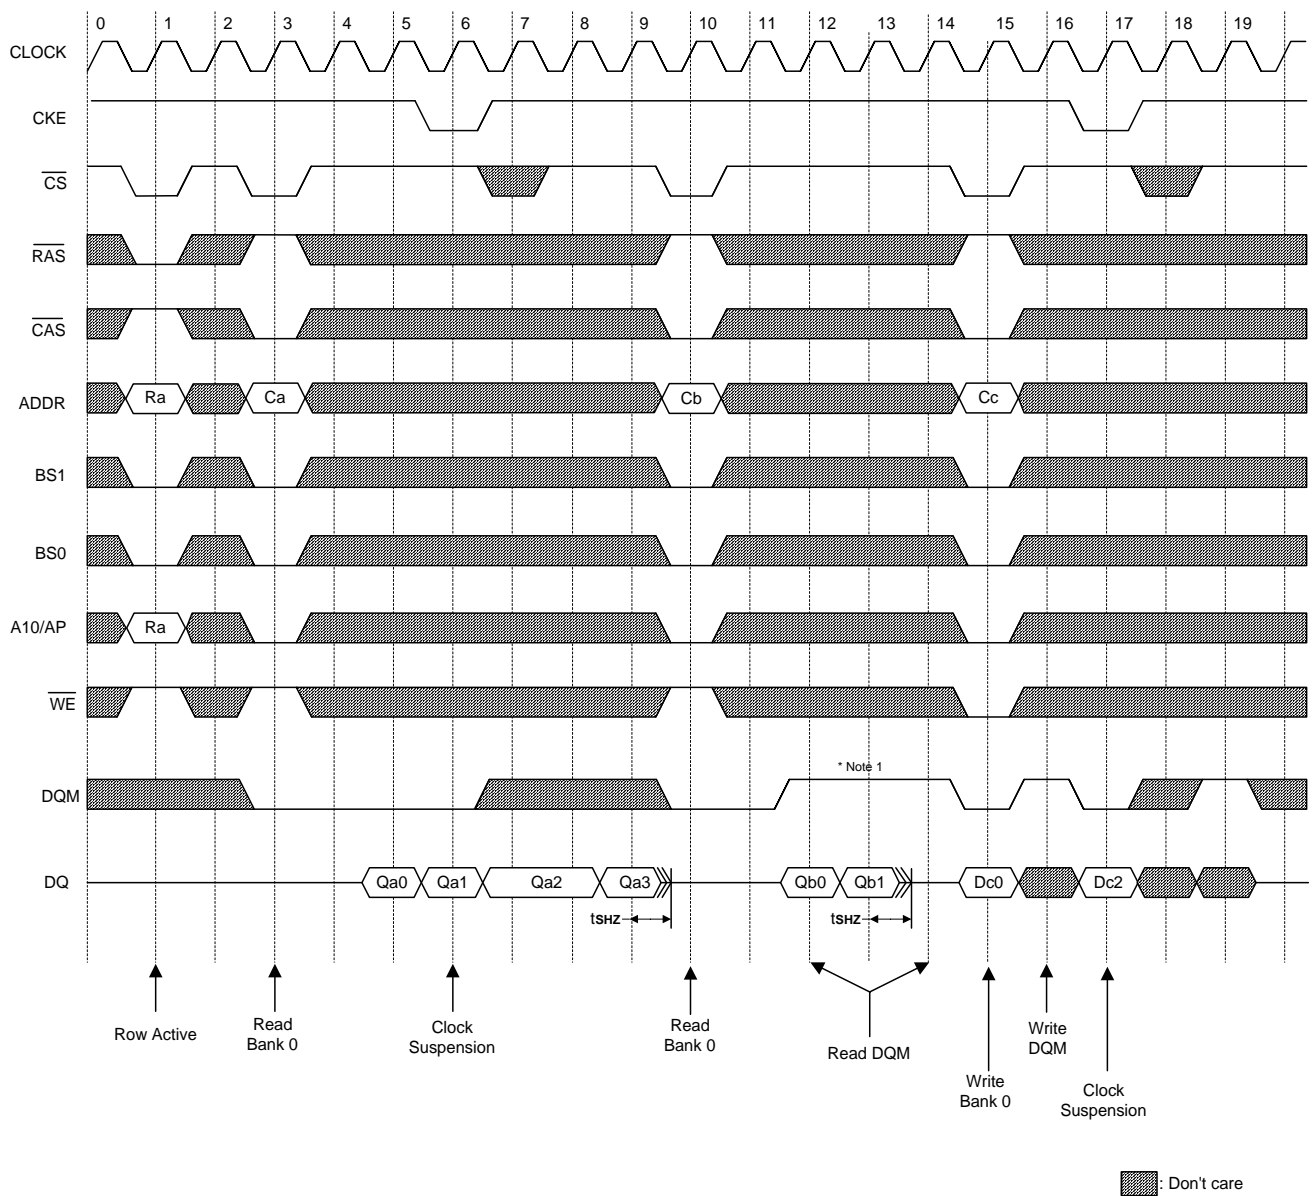 0 1 2 3 4 5 6 7 8 9 10 11 12 13 14 15 16 17 18 19
CLOCK
CKE
CS
RAS
CAS
ADDR Ra Ca Cb Cc
BS1
BS0
A10/AP Ra
WE
* Note 1
DQM
DQ Qa0 Qa1 Qa2 Qa3 Qb0 Qb1 Dc0 Dc2
tSHZ tSHZ
Row Active
Read
Bank 0
Clock
Suspension
Read
Bank 0
Read DQM
Write
DQM
Write
Bank 0
Clock
Suspension
: Don't care